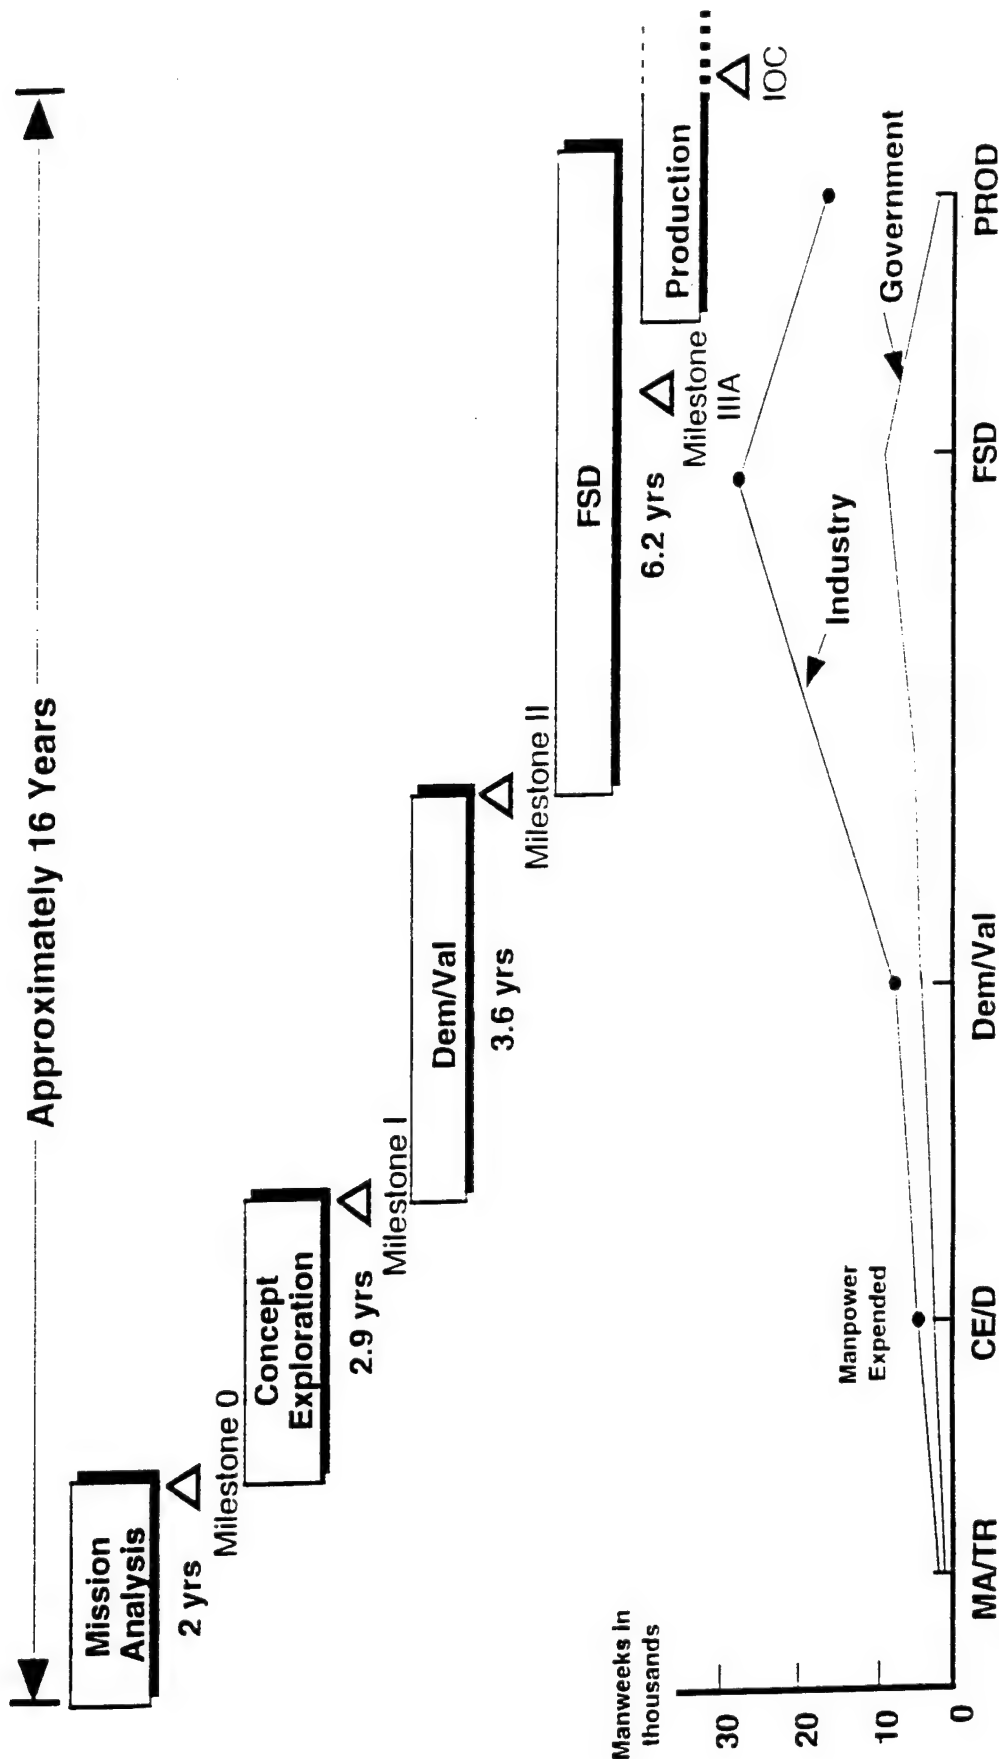 Approximately 16 Years
Mission
Analysis
2 yrs
Milestone 0
Concept
Exploration
2.9 yrs
Milestone I
Dem/Val
3.6 yrs
Milestone II
FSD
6.2 yrs
Milestone
IIIA
Production
IOC
Manweeks in
thousands
30
20
10
0
Manpower
Expended
Industry
Government
MA/TR
CE/D
Dem/Val
FSD
PROD